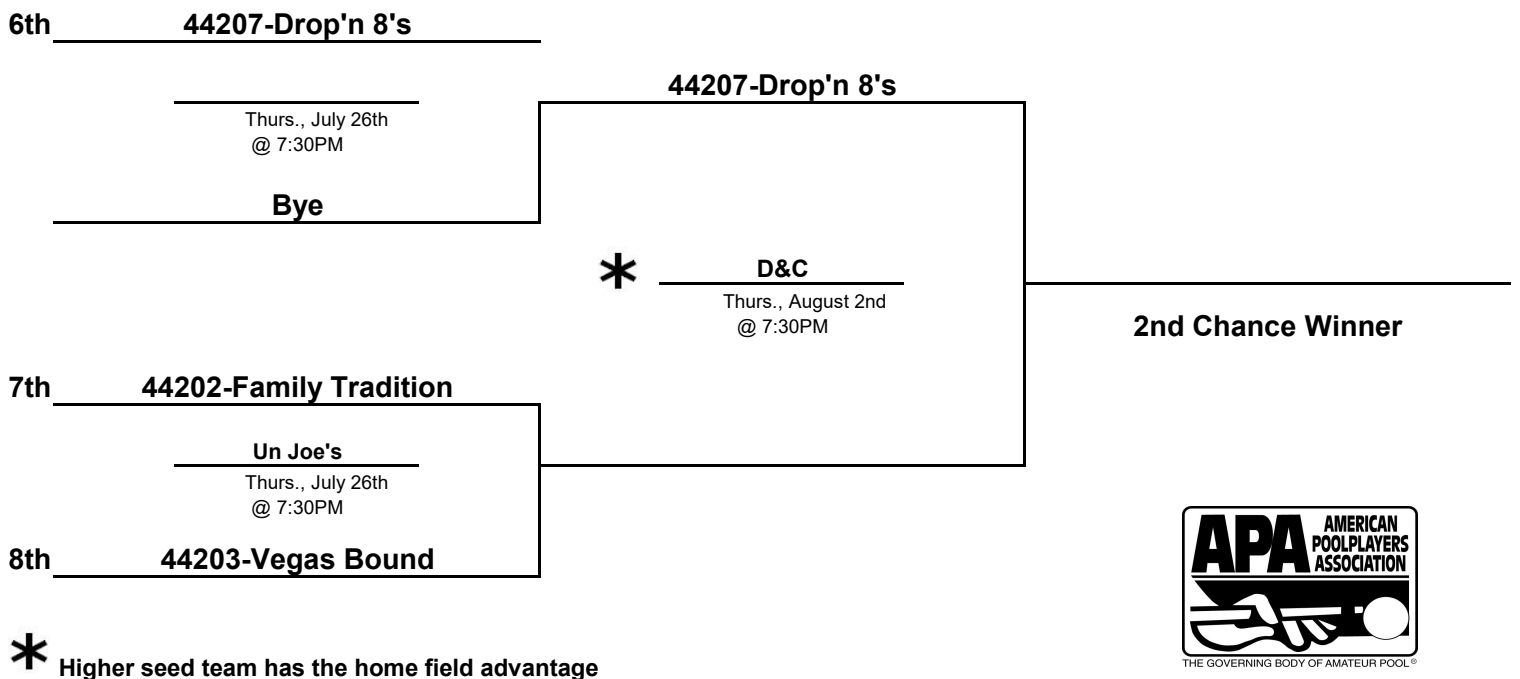 6th 44207-Drop'n 8's
44207-Drop'n 8's
Thurs., July 26th
@ 7:30PM
Bye
* D&C
Thurs., August 2nd
@ 7:30PM
2nd Chance Winner
7th 44202-Family Tradition
Un Joe's
Thurs., July 26th
@ 7:30PM
8th 44203-Vegas Bound
APA AMERICAN
POOLPLAYERS
ASSOCIATION
THE GOVERNING BODY OF AMATEUR POOL®
* Higher seed team has the home field advantage